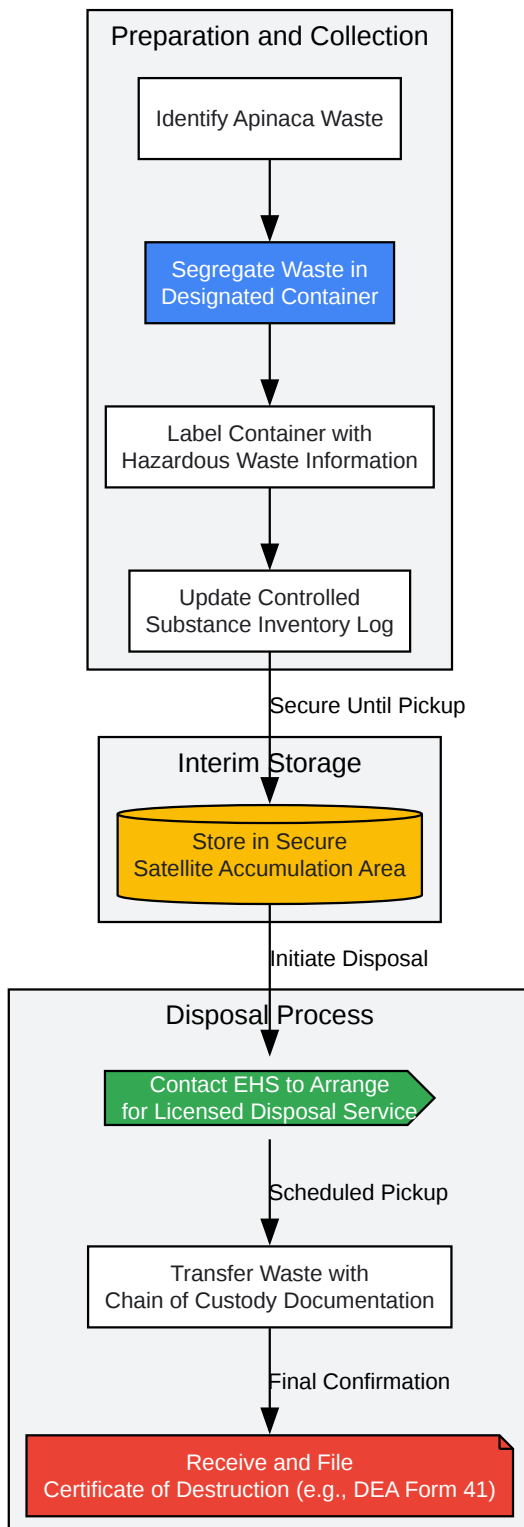 Preparation and Collection
Identify Apinaca Waste
Segregate Waste in
Designated Container
Label Container with
Hazardous Waste Information
Update Controlled
Substance Inventory Log
Secure Until Pickup
Interim Storage
Store in Secure
Satellite Accumulation Area
Initiate Disposal
Disposal Process
Contact EHS to Arrange
for Licensed Disposal Service
Scheduled Pickup
Transfer Waste with
Chain of Custody Documentation
Final Confirmation
Receive and File
Certificate of Destruction (e.g., DEA Form 41)